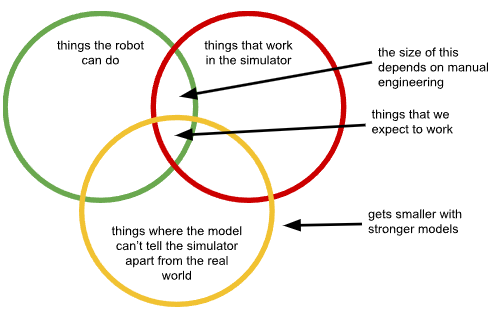 things the robot
can do
things that work
in the simulator
the size of this
depends on manual
engineering
things that we
expect to work
gets smaller with
stronger models
things where the model
can't tell the simulator
apart from the real
world